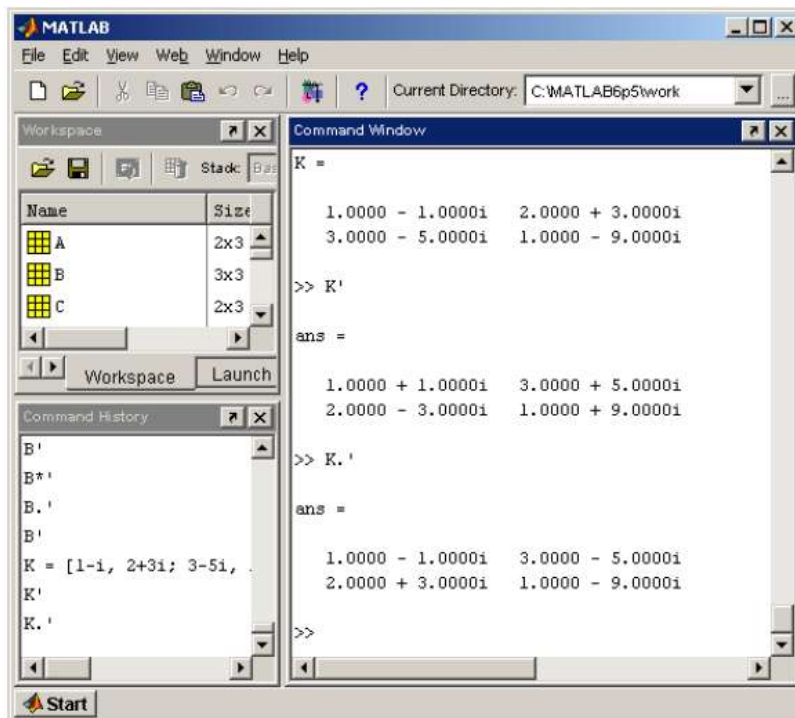 MATLAB
File Edit View Web Window Help
Current Directory: C:\MATLAB6p5\work ...
Workspace
Stack: Bas
Name Size
A 2x3
B 3x3
C 2x3
Workspace Launch
Command History
B'
B*'
B.'
B'
K = [1-i, 2+3i; 3-5i,
K'
K.'
Command Window
K =
1.0000 - 1.0000i 2.0000 + 3.0000i
3.0000 - 5.0000i 1.0000 - 9.0000i
>> K'
ans =
1.0000 + 1.0000i 3.0000 + 5.0000i
2.0000 - 3.0000i 1.0000 + 9.0000i
>> K.'
ans =
1.0000 - 1.0000i 3.0000 - 5.0000i
2.0000 + 3.0000i 1.0000 - 9.0000i
>>
Start